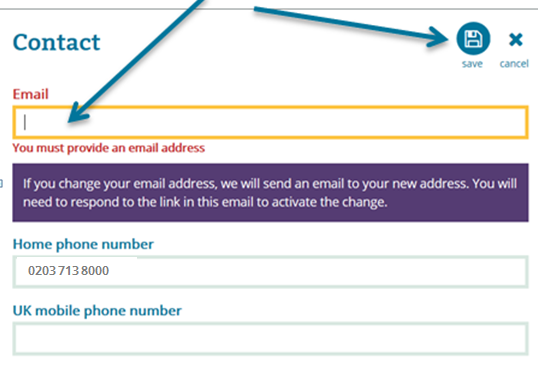 Contact
save cancel
Email
You must provide an email address
If you change your email address, we will send an email to your new address. You will
need to respond to the link in this email to activate the change.
Home phone number
0203 713 8000
UK mobile phone number